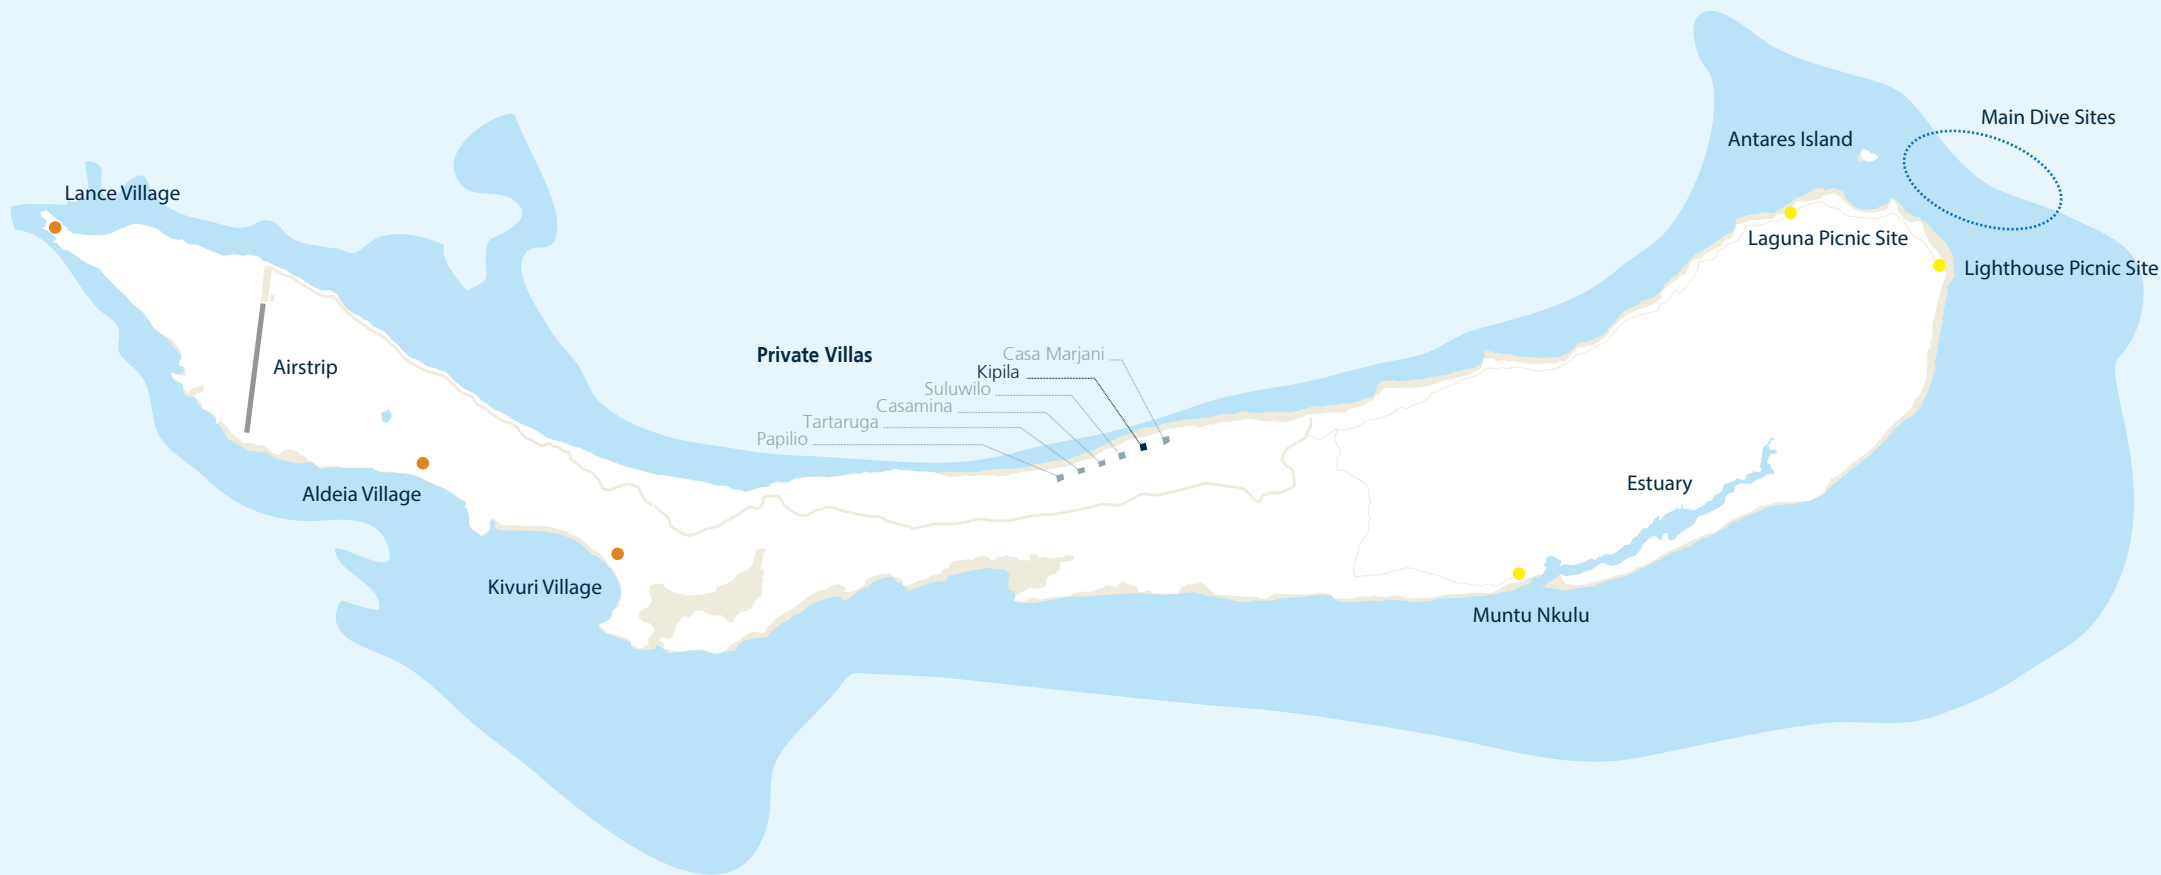 Main Dive Sites
Antares Island
Lance Village
Laguna Picnic Site
Lighthouse Picnic Site
Private Villas
Casa Marjani
Airstrip
Kipila
Suluwilo
Casamina
Tartaruga
Papilio
Estuary
Aldeia Village
Kivuri Village
Muntu Nkulu